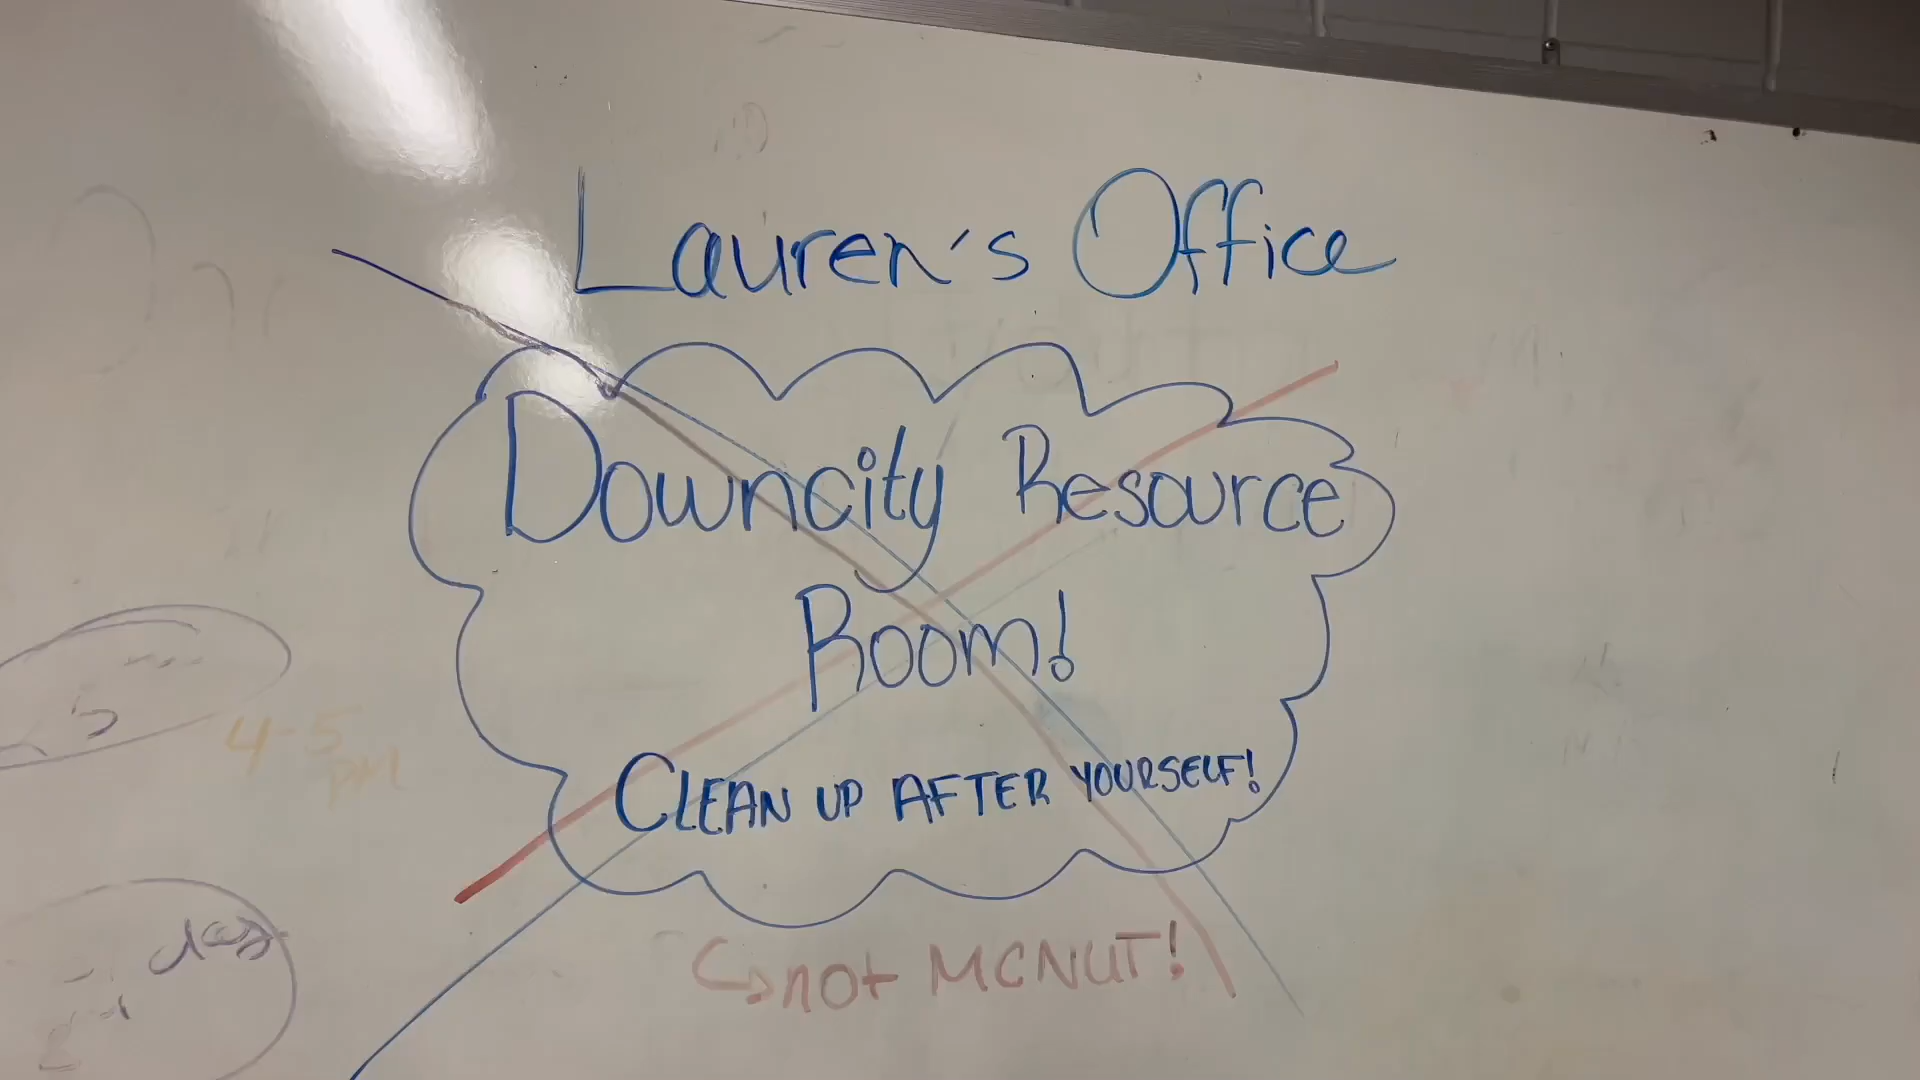 Lauren's Office
Downcity Resource
Room!
CLEAN UP AFTER YOURSELF!
4-5
PM
not MCNUT!